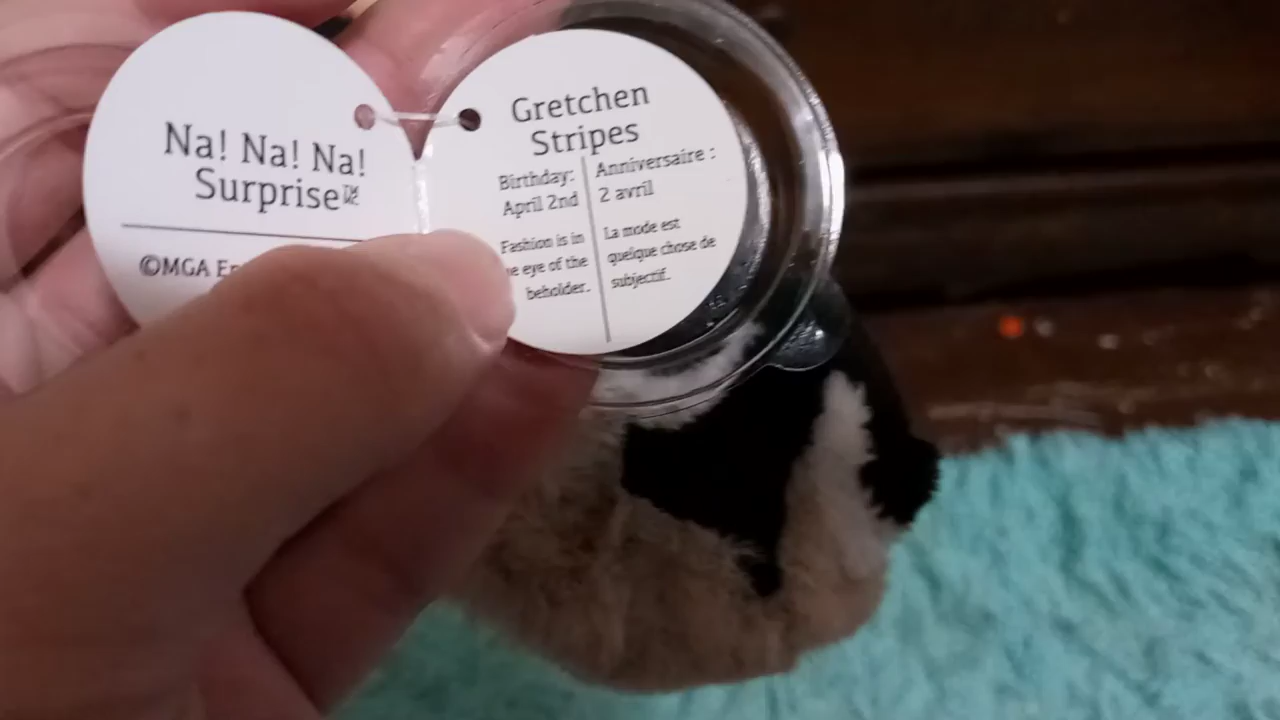 Na! Na! Na!
Surprise™
©MGA
Gretchen
Stripes
Birthday:
April 2nd
Fashion is in
eye of the
beholder.
Anniversaire :
2 avril
La mode est
quelque chose de
subjectif.